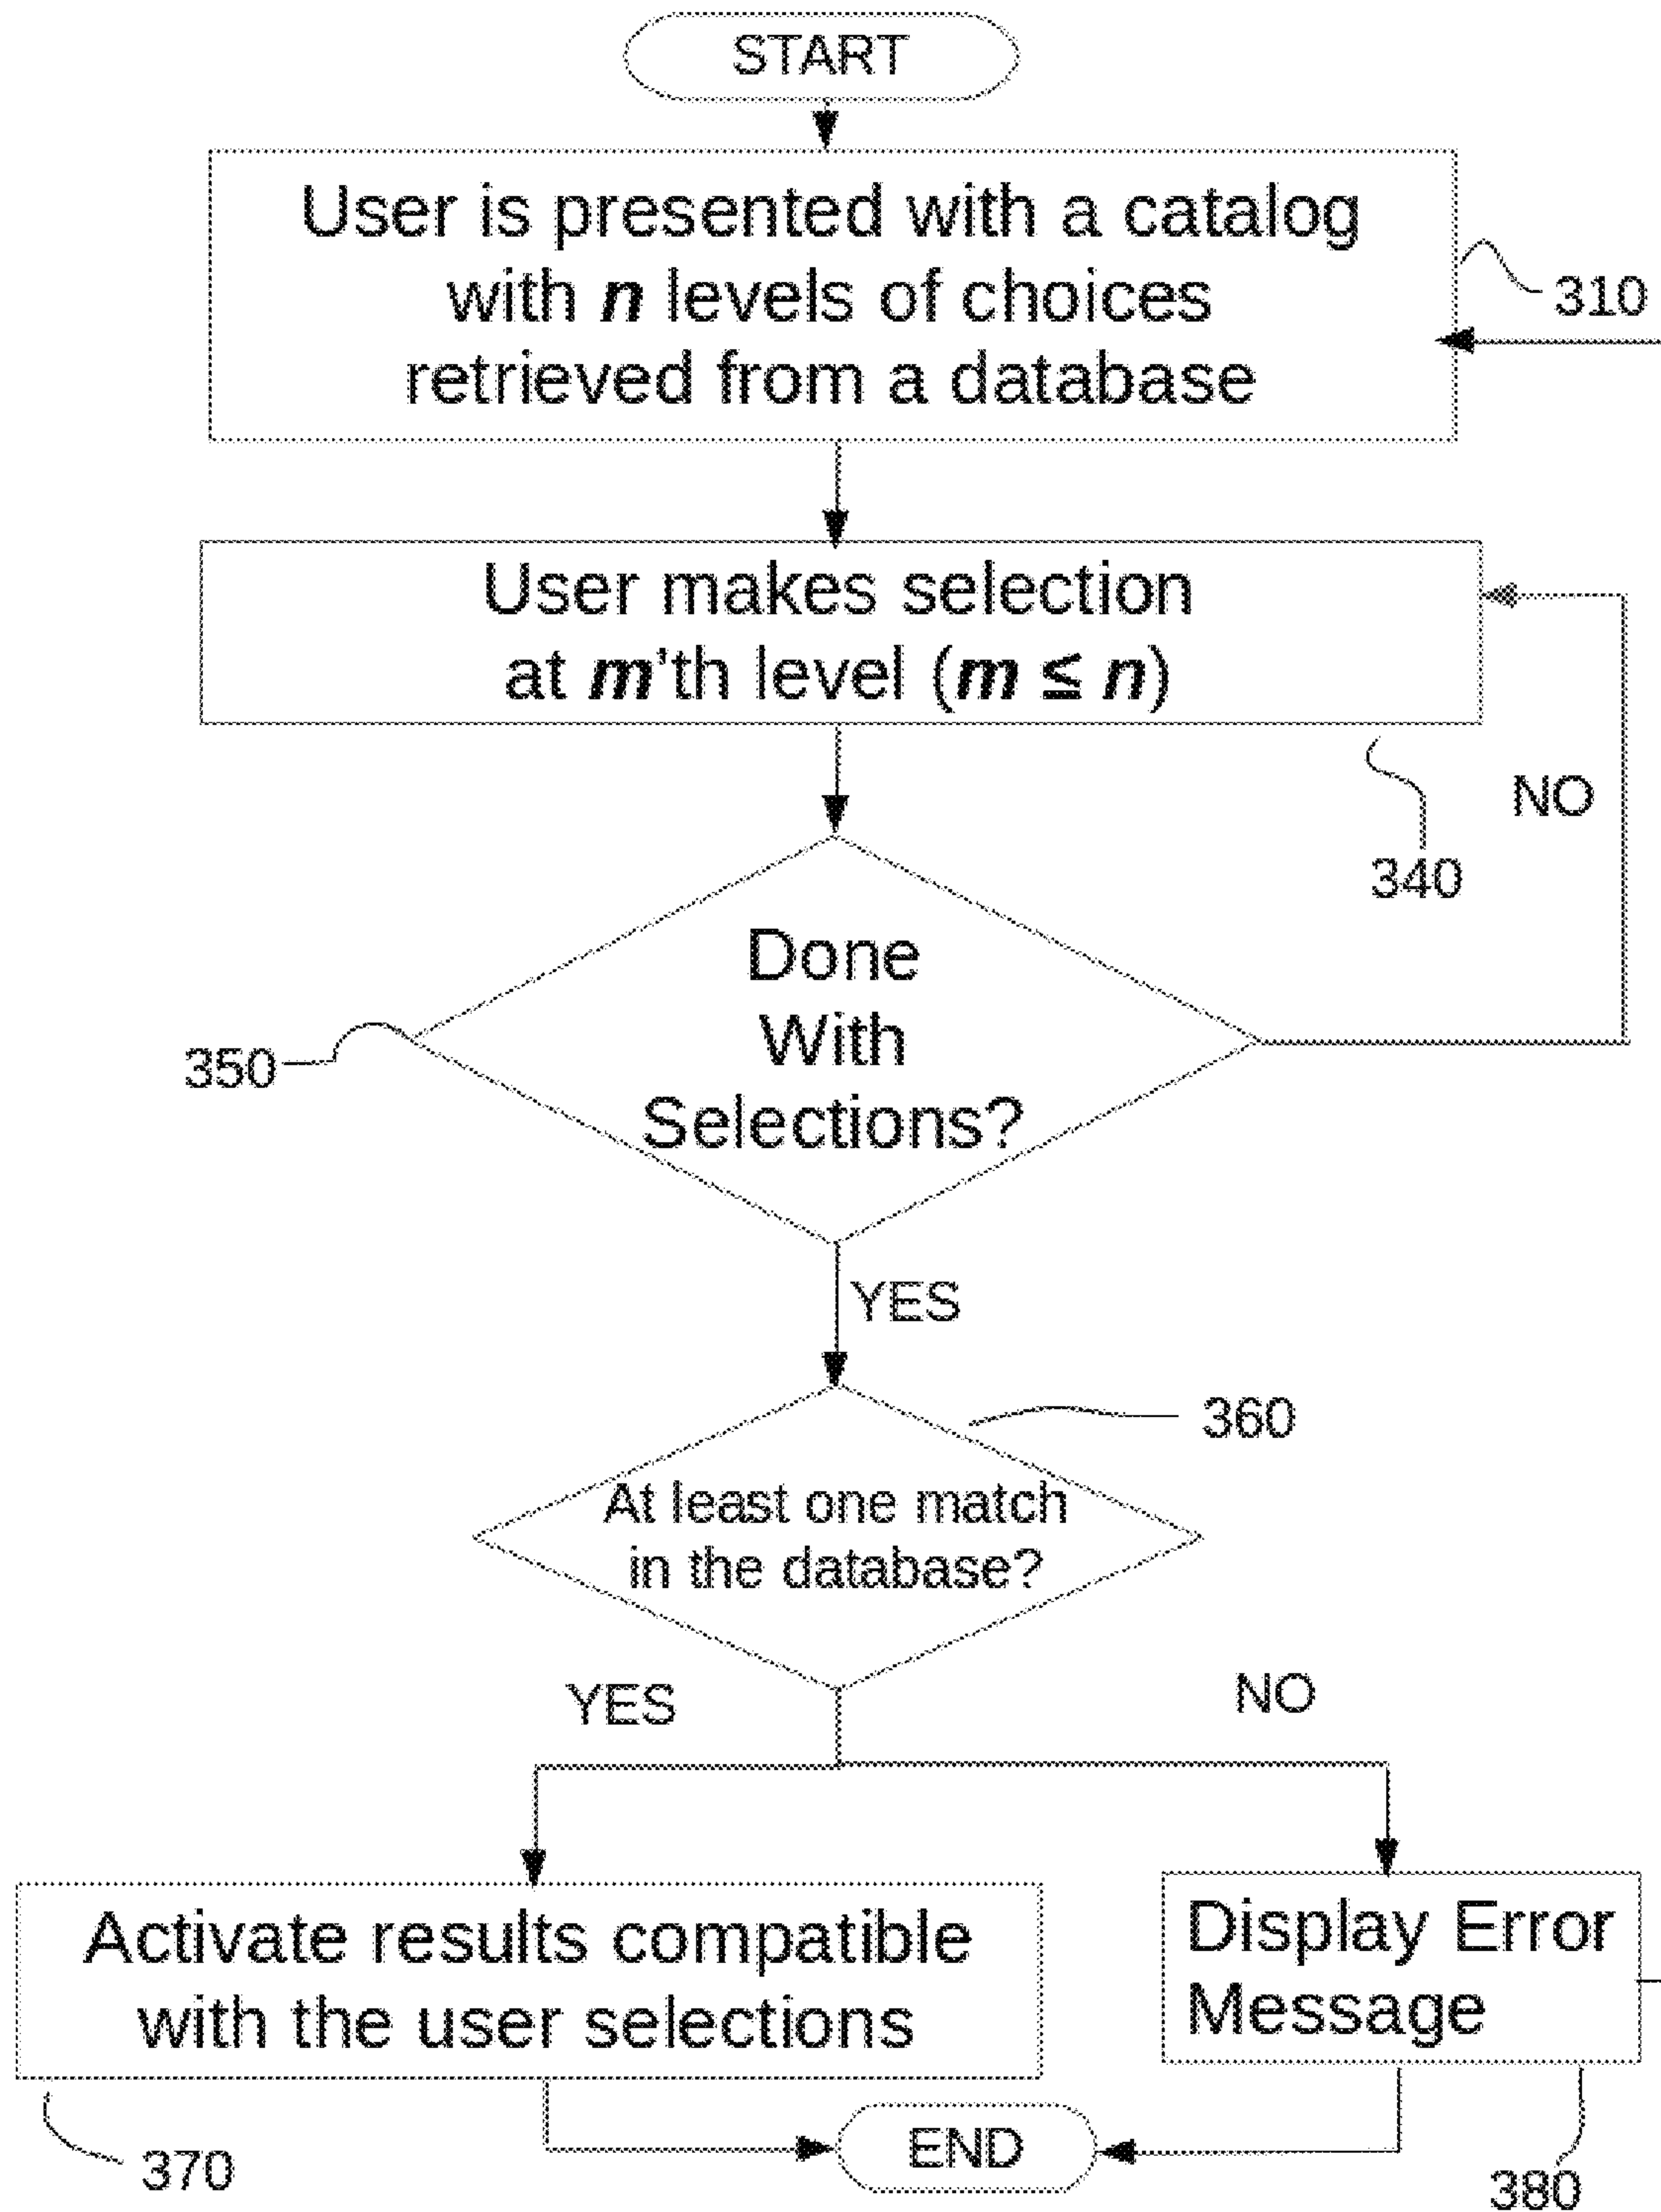 START
User is presented with a catalog
with n levels of choices
retrieved from a database
310
User makes selection
at m'th level (m ≤ n)
NO
340
Done
With
Selections?
350
YES
360
At least one match
in the database?
YES
NO
Activate results compatible
with the user selections
Display Error
Message
END
370
380